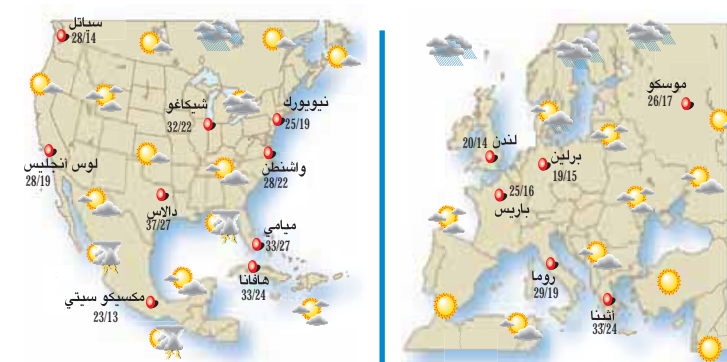 سياتل
28/14
شيكاغو
32/22
نيويورك
25/19
لوس أنجليس
28/19
واشنطن
28/22
دالاس
37/27
ميامي
33/27
هافانا
33/24
مكسيكو سيتي
23/13
موسكو
26/17
لندن
20/14
برلين
19/15
25/16
باريس
روما
29/19
أثينا
33/24